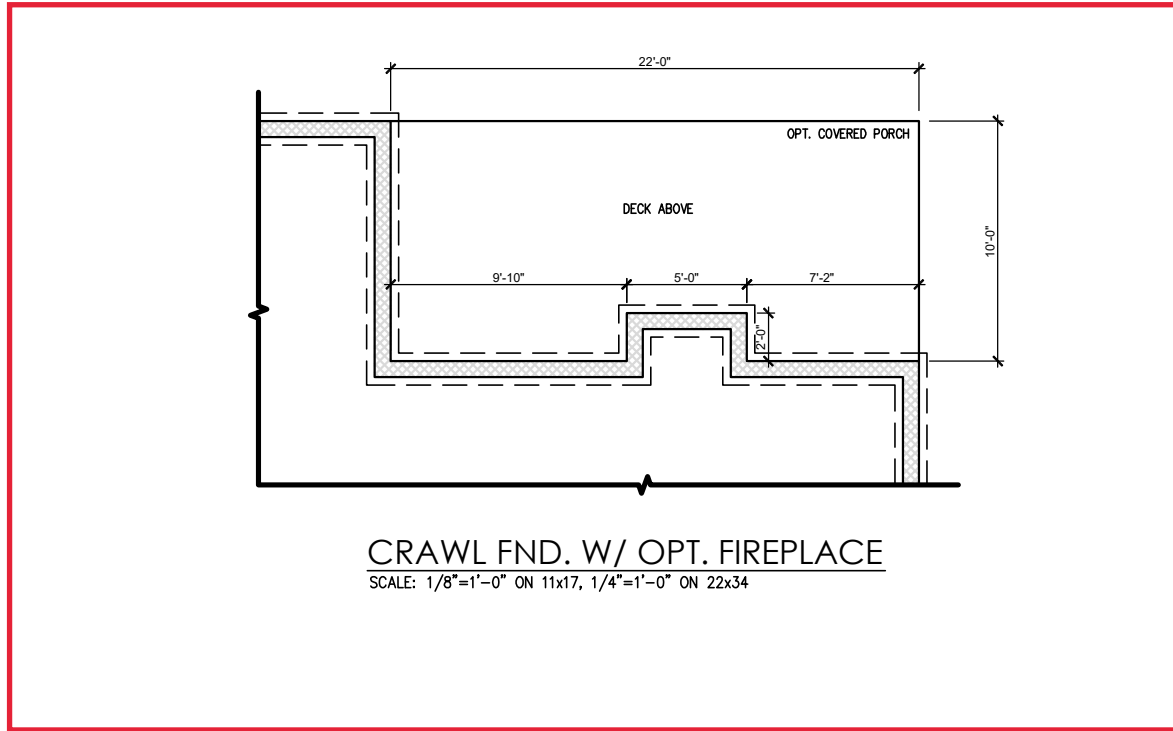 22'-0"
OPT. COVERED PORCH
DECK ABOVE
10'-0"
9'-10"
5'-0"
7'-2"
2'-0"
CRAWL FND. W/ OPT. FIREPLACE
SCALE: 1/8"=1'-0" ON 11x17, 1/4"=1'-0" ON 22x34